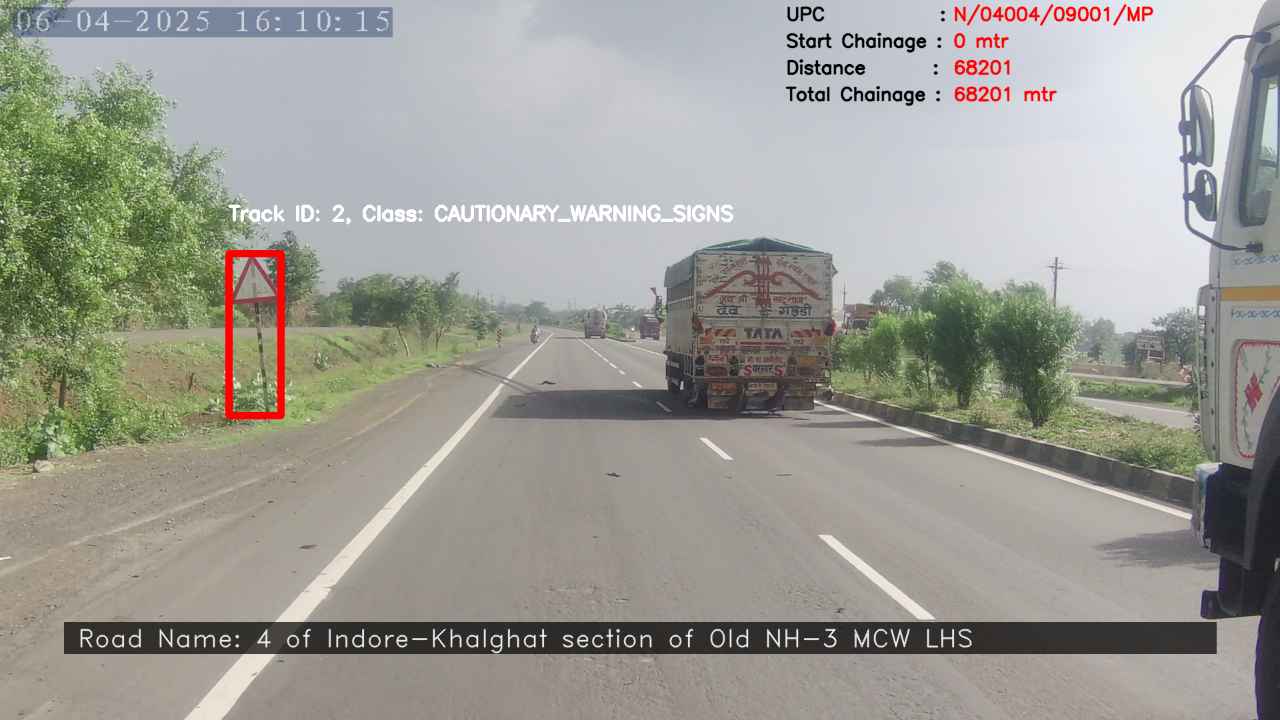 06-04-2025 16:10:15
UPC : N/04004/09001/MP
Start Chainage : 0 mtr
Distance : 68201
Total Chainage : 68201 mtr
Track ID: 2, Class: CAUTIONARY_WARNING_SIGNS
TATA
Road Name: 4 of Indore-Khalghat section of Old NH-3 MCW LHS